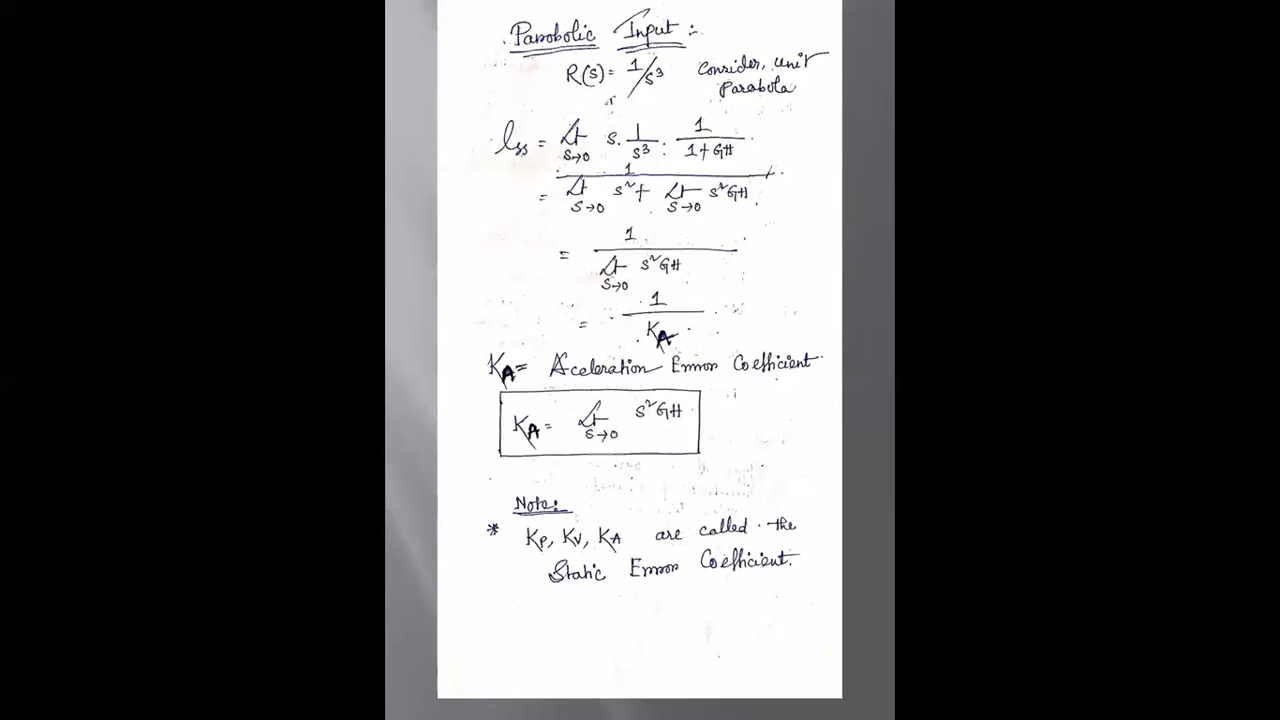 Parabolic Input :-
R(s) = 1/s³ Consider, unit
parabola
ess = Lt s→0 s. 1/s³ . 1/(1+GH)
= 1/(Lt s→0 s² + Lt s→0 s²GH)
= 1/(Lt s→0 s²GH)
= 1/KA
KA = Aceleration Error Coefficient
KA = Lt s→0 s²GH
Note:
* KP, KV, KA are called the
Static Error Coefficient.